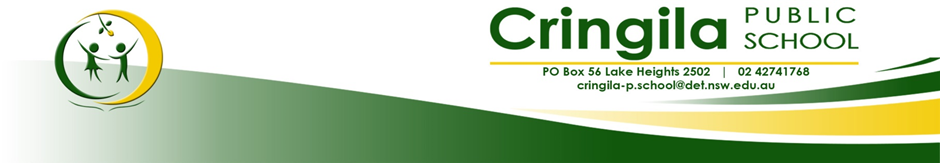 Cringila PUBLIC SCHOOL
PO Box 56 Lake Heights 2502 | 02 42741768
cringila-p.school@det.nsw.edu.au